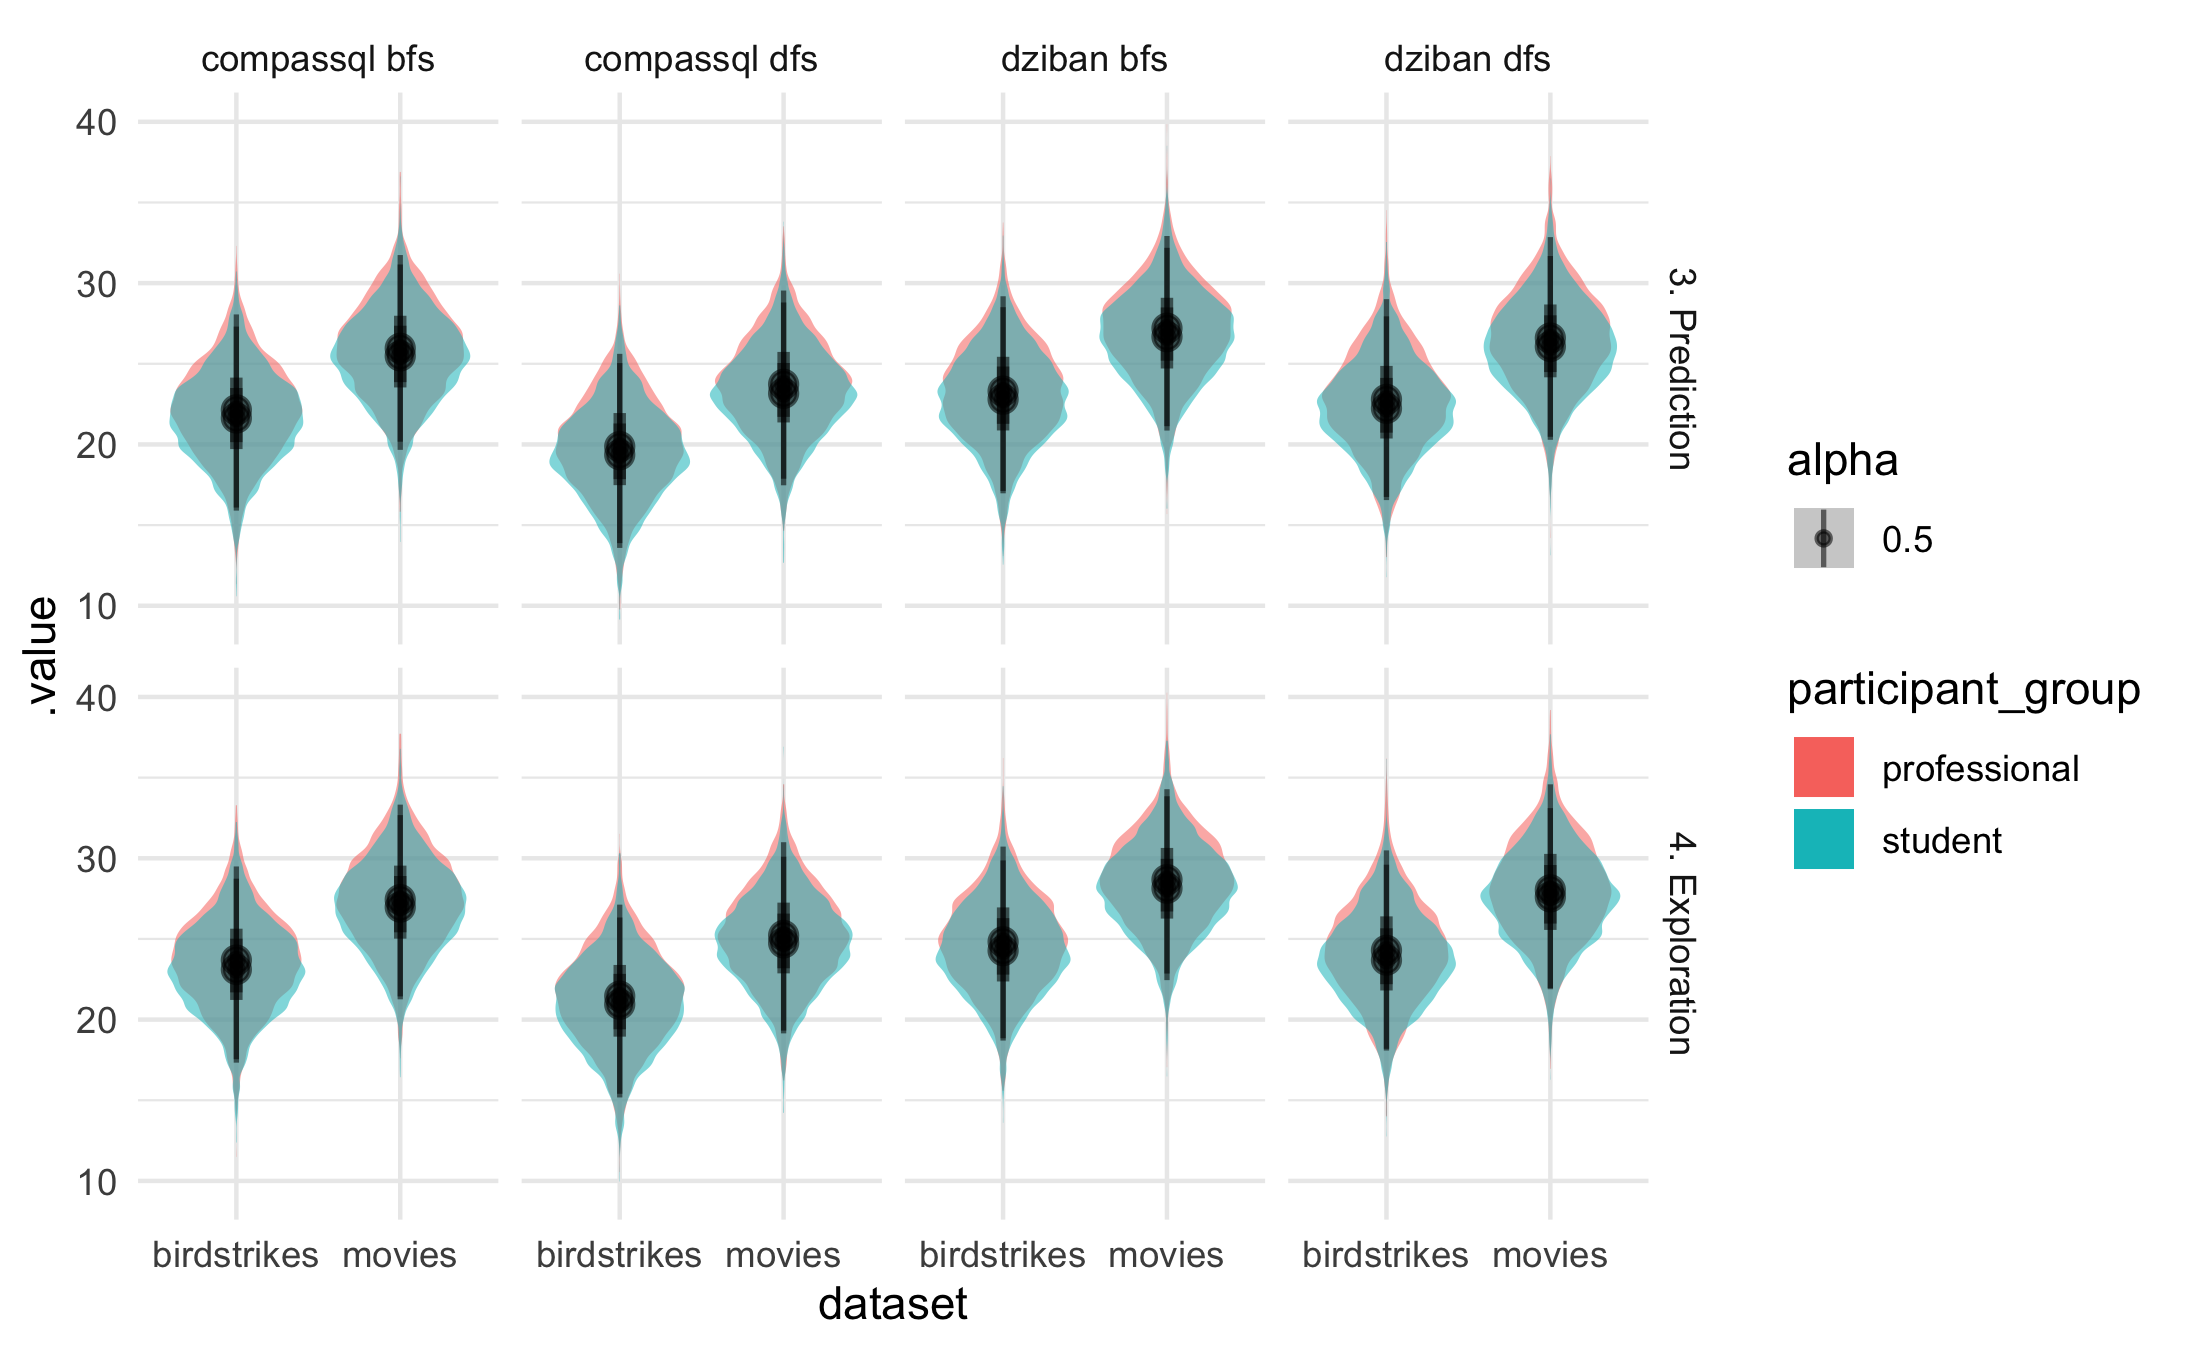 compassql bfs
compassql dfs
dziban bfs
dziban dfs
40
30
20
10
3. Prediction
40
30
20
10
4. Exploration
.value
birdstrikes
movies
birdstrikes
movies
birdstrikes
movies
birdstrikes
movies
dataset
alpha
0.5
participant_group
professional
student